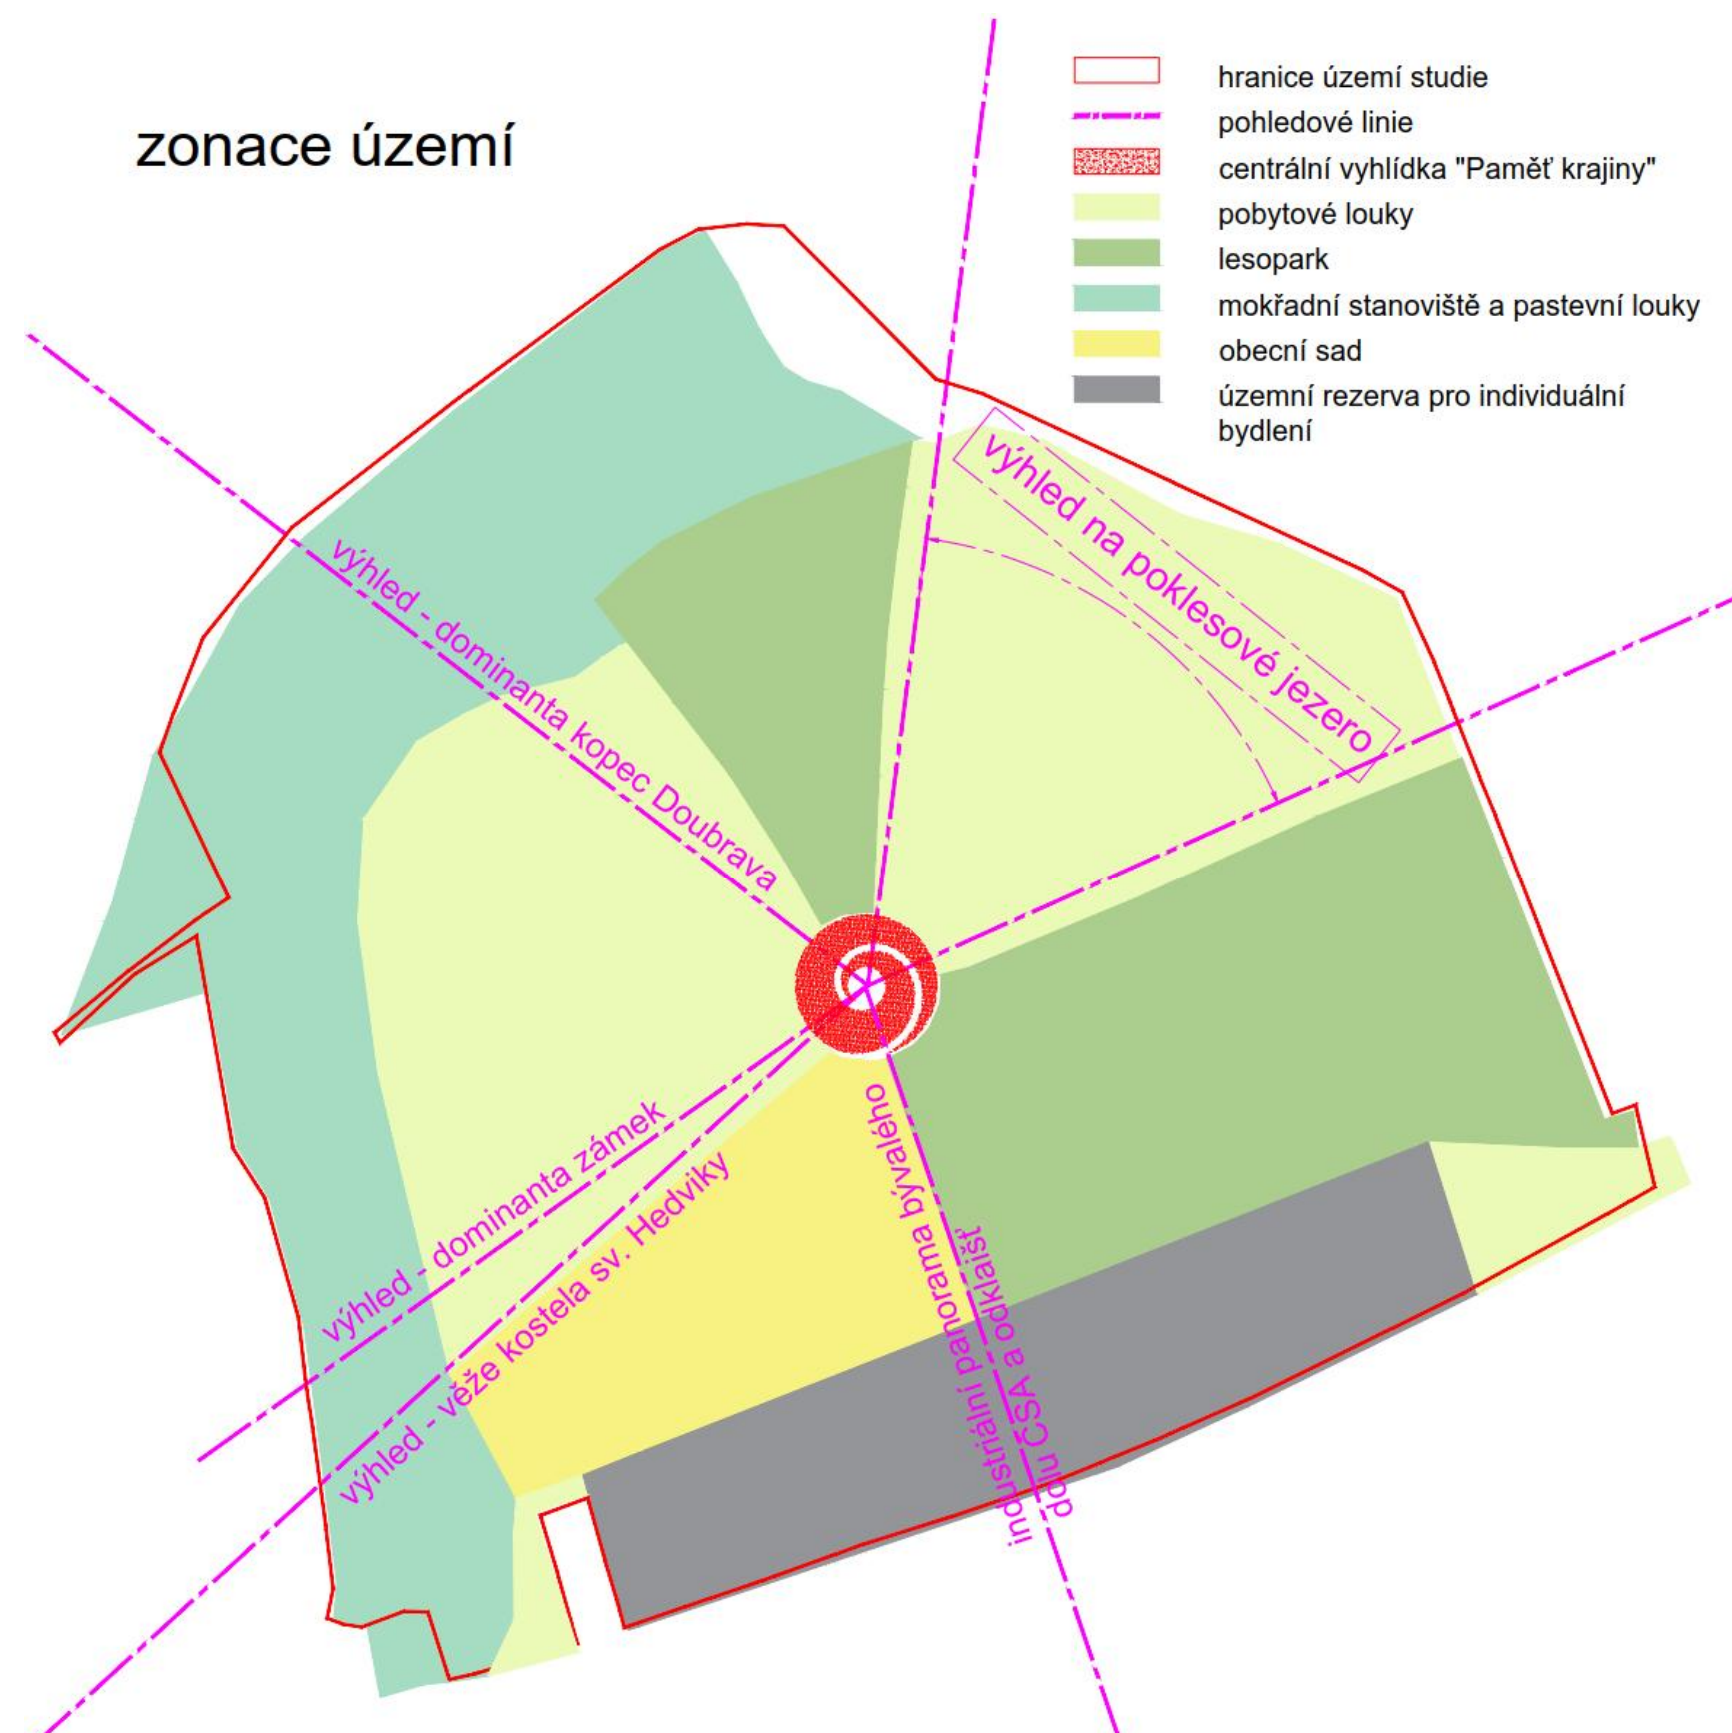 zonace území
hranice území studie
pohledové linie
centrální vyhlídka "Paměť krajiny"
pobytové louky
lesopark
mokřadní stanoviště a pastevní louky
obecní sad
územní rezerva pro individuální
bydlení
výhled na poklesové jezero
výhled - dominanta kopec Doubrava
výhled - dominanta zámek
výhled - věže kostela sv. Hedviky
industriální panorama bývalého
dolu ČSA a odklaišť